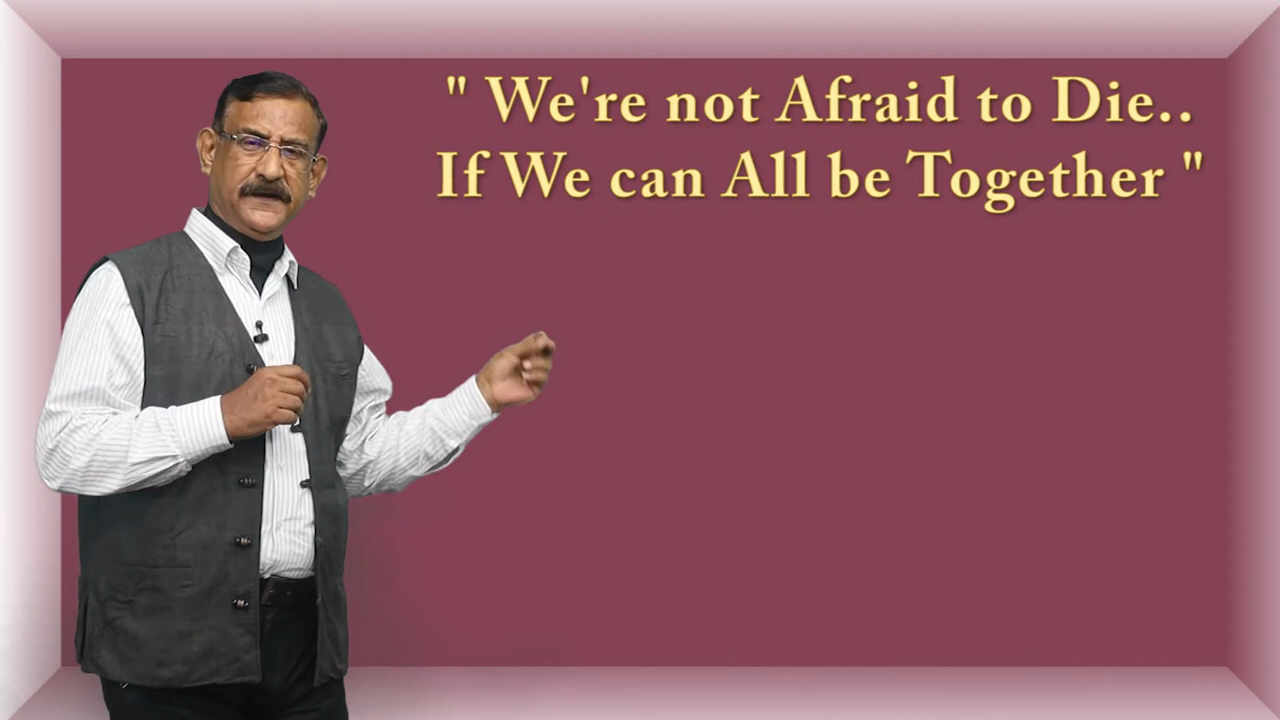 " We're not Afraid to Die..
If We can All be Together "